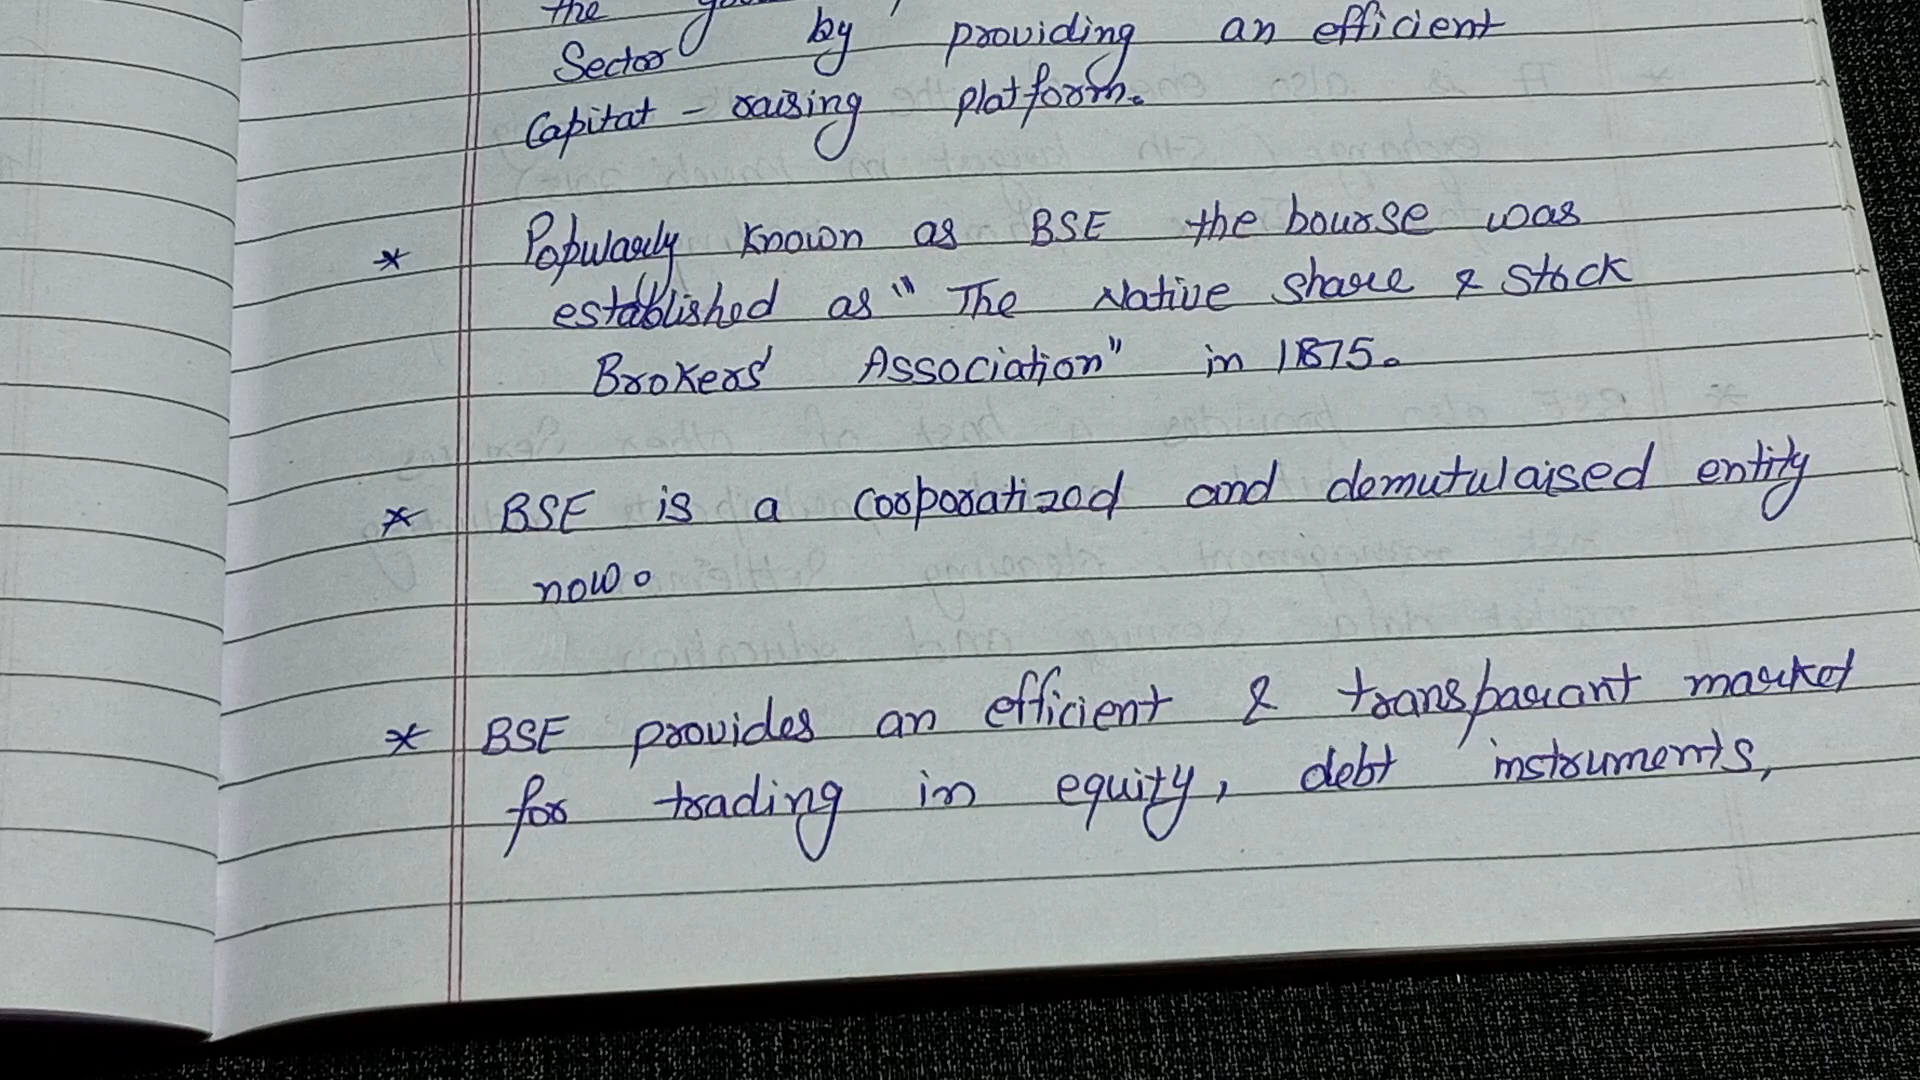 the
Sector by providing an efficient
Capitat - raising platform.
* Popularly Known as BSE the bourse was
established as " The Native share & Stock
Brokers' Association" in 1875.
* BSE is a Corporatized and demutulaised entity
now.
* BSE provides an efficient & transparant market
for trading in equity, debt instruments,